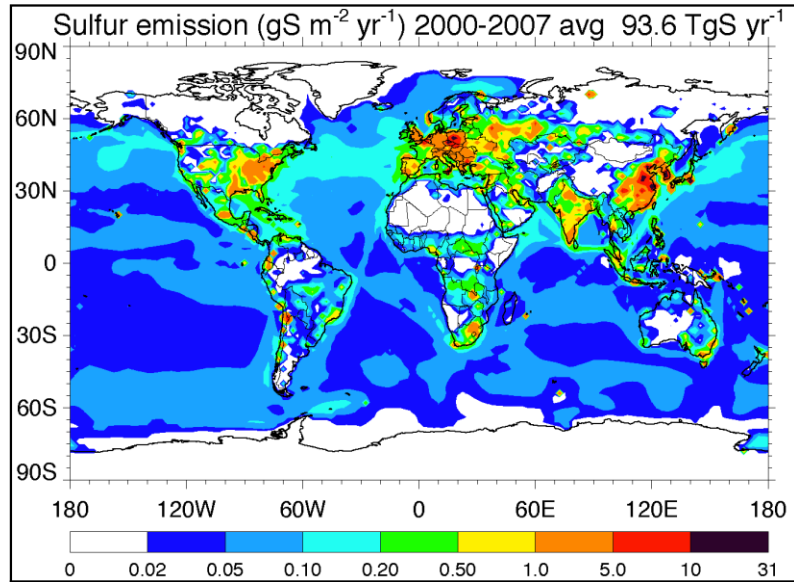 Sulfur emission (gS m-2 yr-1) 2000-2007 avg 93.6 TgS yr-1
90N
60N
30N
0
30S
60S
90S
180 120W 60W 0 60E 120E 180
0 0.02 0.05 0.10 0.20 0.50 1.0 5.0 10 31